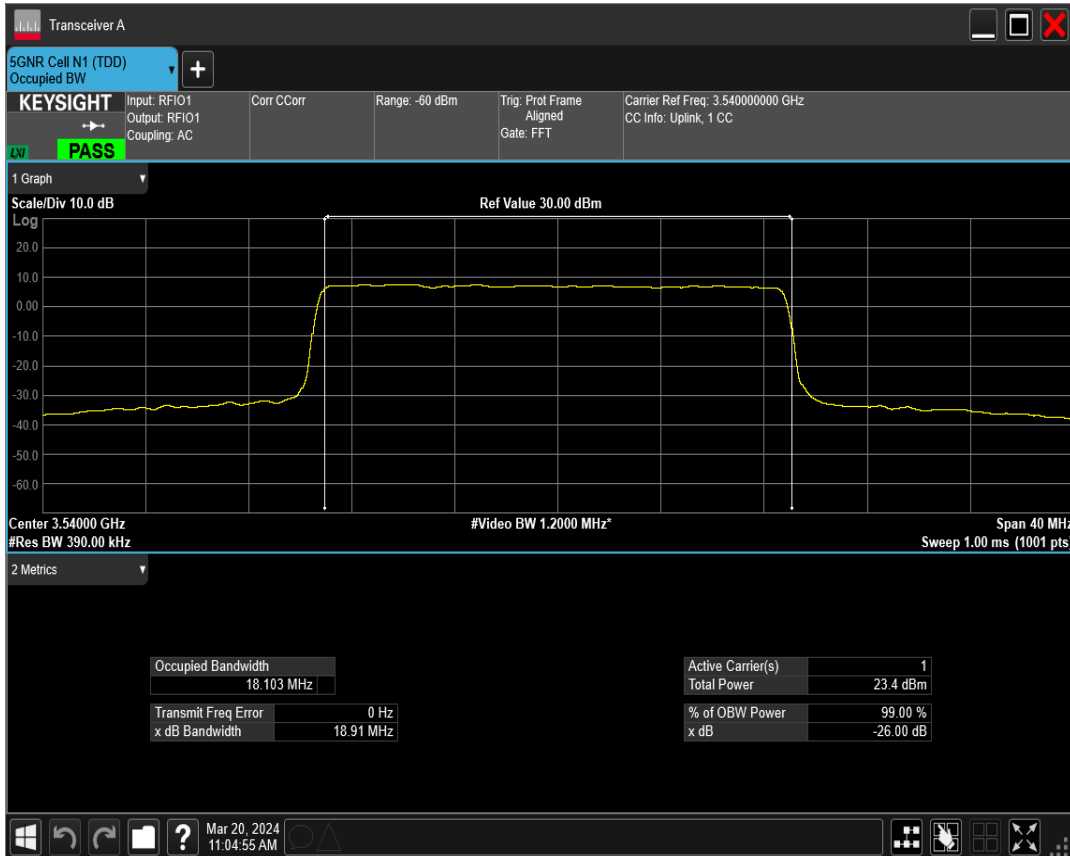 Transceiver A
5GNR Cell N1 (TDD)
Occupied BW
+
KEYSIGHT
LXI
PASS
Input: RFIO1
Output: RFIO1
Coupling: AC
Corr CCorr
Range: -60 dBm
Trig: Prot Frame
Aligned
Gate: FFT
Carrier Ref Freq: 3.540000000 GHz
CC Info: Uplink, 1 CC
1 Graph
Scale/Div 10.0 dB
Ref Value 30.00 dBm
Log
20.0
10.0
0.00
-10.0
-20.0
-30.0
-40.0
-50.0
-60.0
Center 3.54000 GHz
#Video BW 1.2000 MHz*
Span 40 MHz
#Res BW 390.00 kHz
Sweep 1.00 ms (1001 pts)
2 Metrics
Occupied Bandwidth
18.103 MHz
Transmit Freq Error 0 Hz
x dB Bandwidth 18.91 MHz
Active Carrier(s) 1
Total Power 23.4 dBm
% of OBW Power 99.00 %
x dB -26.00 dB
?
Mar 20, 2024
11:04:55 AM